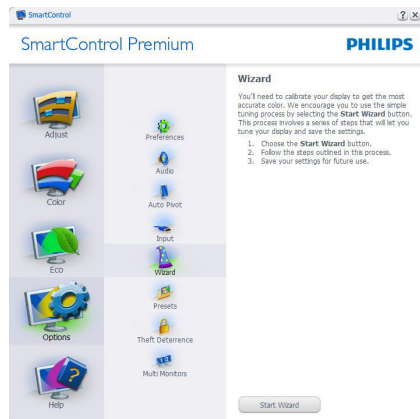 SmartControl
? x
SmartControl Premium
PHILIPS
Adjust
Color
Eco
Options
Help
Preferences
Audio
Auto Pivot
Input
Wizard
Presets
Theft Deterrence
Multi Monitors
Wizard
You'll need to calibrate your display to get the most
accurate color. We encourage you to use the simple
tuning process by selecting the Start Wizard button.
This process involves a series of steps that will let you
tune your display and save the settings.
1. Choose the Start Wizard button.
2. Follow the steps outlined in this process.
3. Save your settings for future use.
Start Wizard